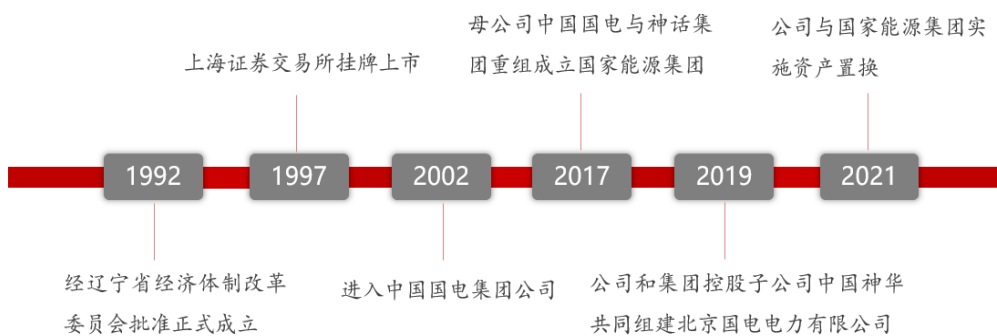 母公司中国国电与神话集
团重组成立国家能源集团
公司与国家能源集团实
施资产置换
上海证券交易所挂牌上市
1992
1997
2002
2017
2019
2021
经辽宁省经济体制改革
委员会批准正式成立
进入中国国电集团公司
公司和集团控股子公司中国神华
共同组建北京国电电力有限公司